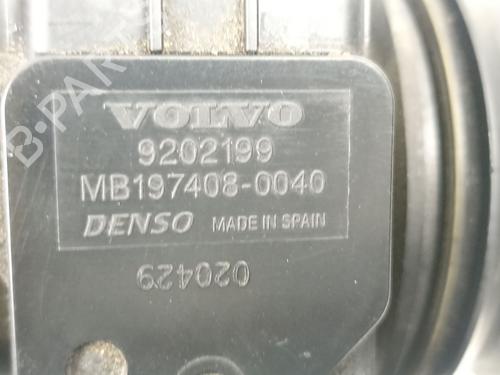 B-PARTS
VOLVO
9202199
MB197408-0040
DENSO MADE IN SPAIN
020429